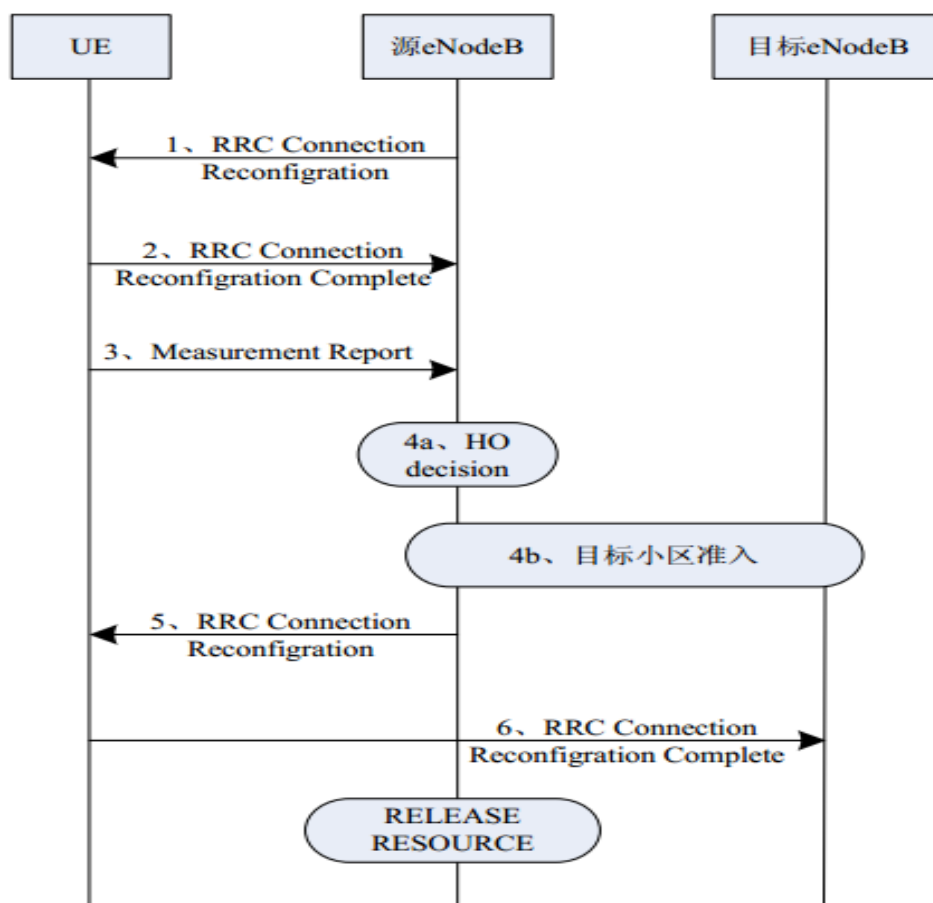 UE
源eNodeB
目标eNodeB
1、RRC Connection
Reconfigration
2、RRC Connection
Reconfigration Complete
3、Measurement Report
4a、HO
decision
4b、目标小区准入
5、RRC Connection
Reconfigration
6、RRC Connection
Reconfigration Complete
RELEASE
RESOURCE